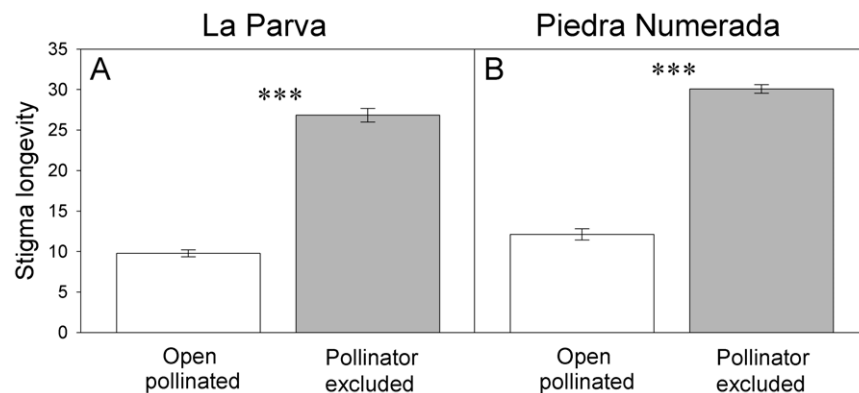 La Parva
Piedra Numerada
Stigma longevity
35
30
25
20
15
10
5
0
A
***
B
***
Open
pollinated
Pollinator
excluded
Open
pollinated
Pollinator
excluded